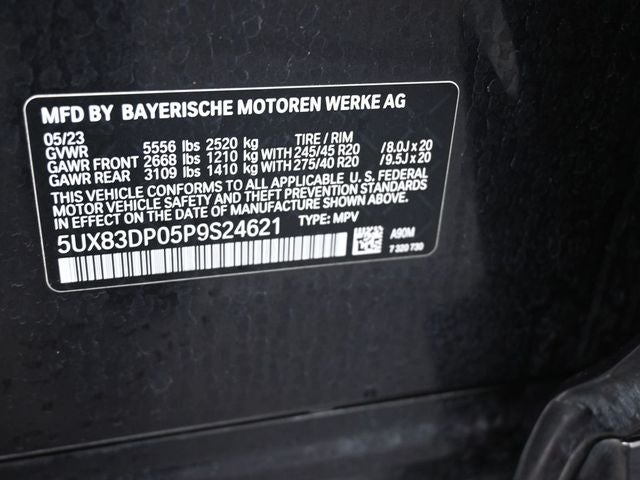 MFD BY BAYERISCHE MOTOREN WERKE AG
05/23 TIRE / RIM
GVWR 5556 lbs 2520 kg
GAWR FRONT 2668 lbs 1210 kg WITH 245/45 R20 /8.0J x 20
GAWR REAR 3109 lbs 1410 kg WITH 275/40 R20 /9.5J x 20
THIS VEHICLE CONFORMS TO ALL APPLICABLE U. S. FEDERAL
MOTOR VEHICLE SAFETY AND THEFT PREVENTION STANDARDS
IN EFFECT ON THE DATE OF MANUFACTURE SHOWN ABOVE.
5UX83DP05P9S24621 TYPE: MPV
A90M
7 320 730